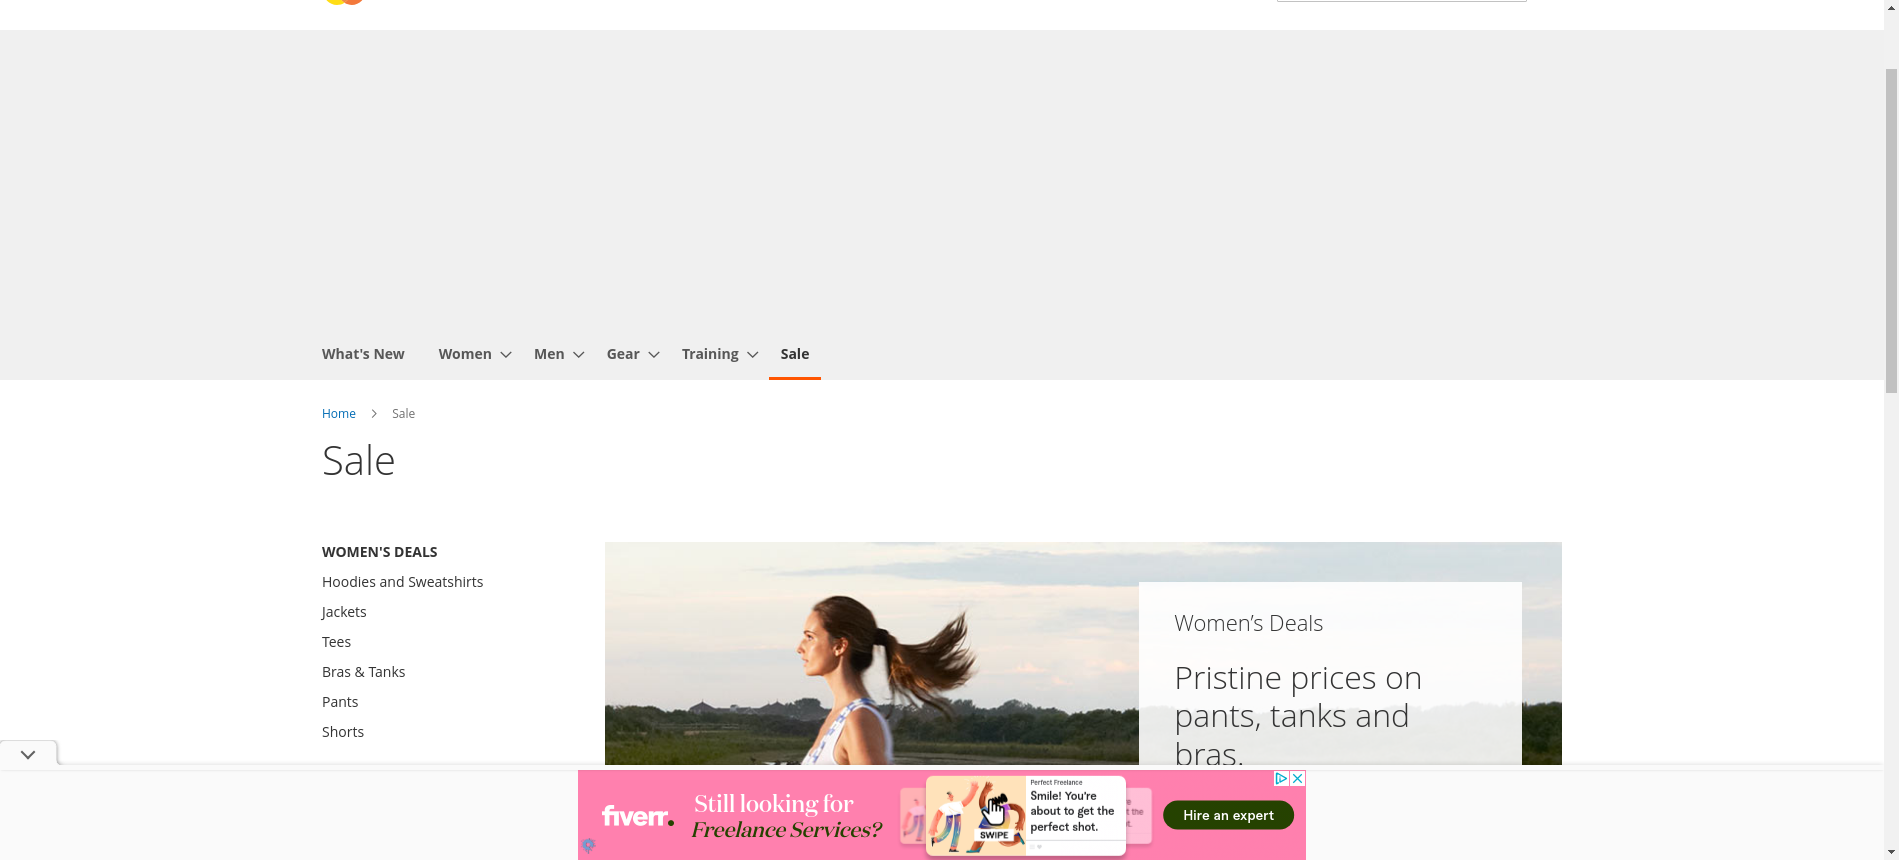 What's New Women Men Gear Training Sale
Home Sale
Sale
WOMEN'S DEALS
Hoodies and Sweatshirts
Jackets
Tees
Bras & Tanks
Pants
Shorts
Women’s Deals
Pristine prices on
pants, tanks and
bras.
fiverr.
Still looking for
Freelance Services?
Perfect Freelance
Smile! You're
about to get the
perfect shot.
SWIPE
Hire an expert